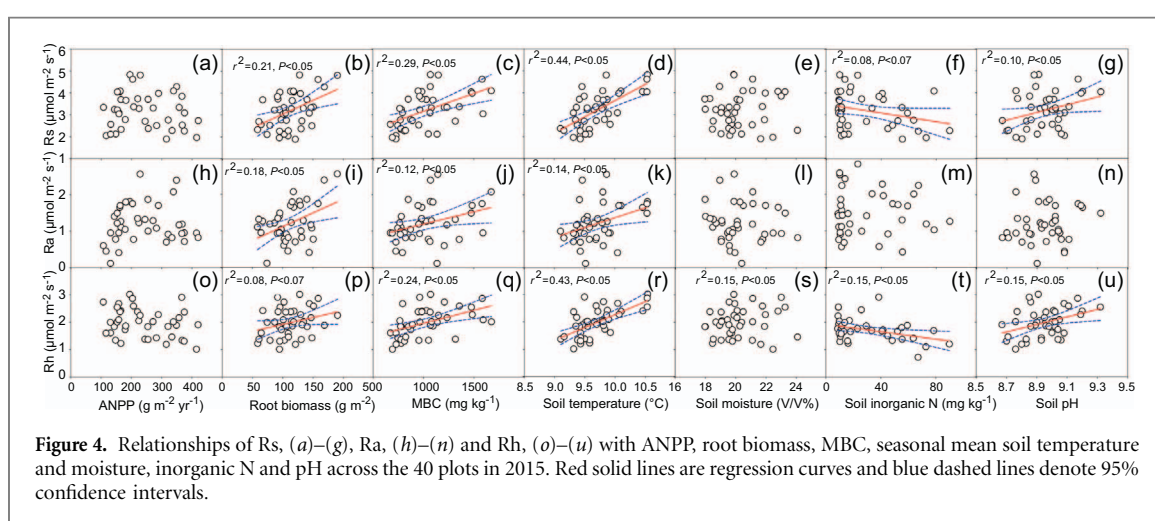 6
(a) (b) (c) (d) (e) (f) (g)
r²=0.21, P<0.05 r²=0.29, P<0.05 r²=0.44, P<0.05 r²=0.08, P<0.07 r²=0.10, P<0.05
5
4
3
2
1
Rs (μmol m⁻² s⁻¹)
(h) (i) (j) (k) (l) (m) (n)
r²=0.18, P<0.05 r²=0.12, P<0.05 r²=0.14, P<0.05
2
1
0
Ra (μmol m⁻² s⁻¹)
(o) (p) (q) (r) (s) (t) (u)
r²=0.08, P<0.07 r²=0.24, P<0.05 r²=0.43, P<0.05 r²=0.15, P<0.05 r²=0.15, P<0.05 r²=0.15, P<0.05
3
2
1
0
Rh (μmol m⁻² s⁻¹)
0 100 200 300 400 0 50 100 150 200 500 1000 1500 8.5 9.0 9.5 10.0 10.5 16 18 20 22 24 0 40 80 8.5 8.7 8.9 9.1 9.3 9.5
ANPP (g m⁻² yr⁻¹) Root biomass (g m⁻²) MBC (mg kg⁻¹) Soil temperature (°C) Soil moisture (V/V%) Soil inorganic N (mg kg⁻¹) Soil pH
Figure 4. Relationships of Rs, (a)–(g), Ra, (h)–(n) and Rh, (o)–(u) with ANPP, root biomass, MBC, seasonal mean soil temperature
and moisture, inorganic N and pH across the 40 plots in 2015. Red solid lines are regression curves and blue dashed lines denote 95%
confidence intervals.